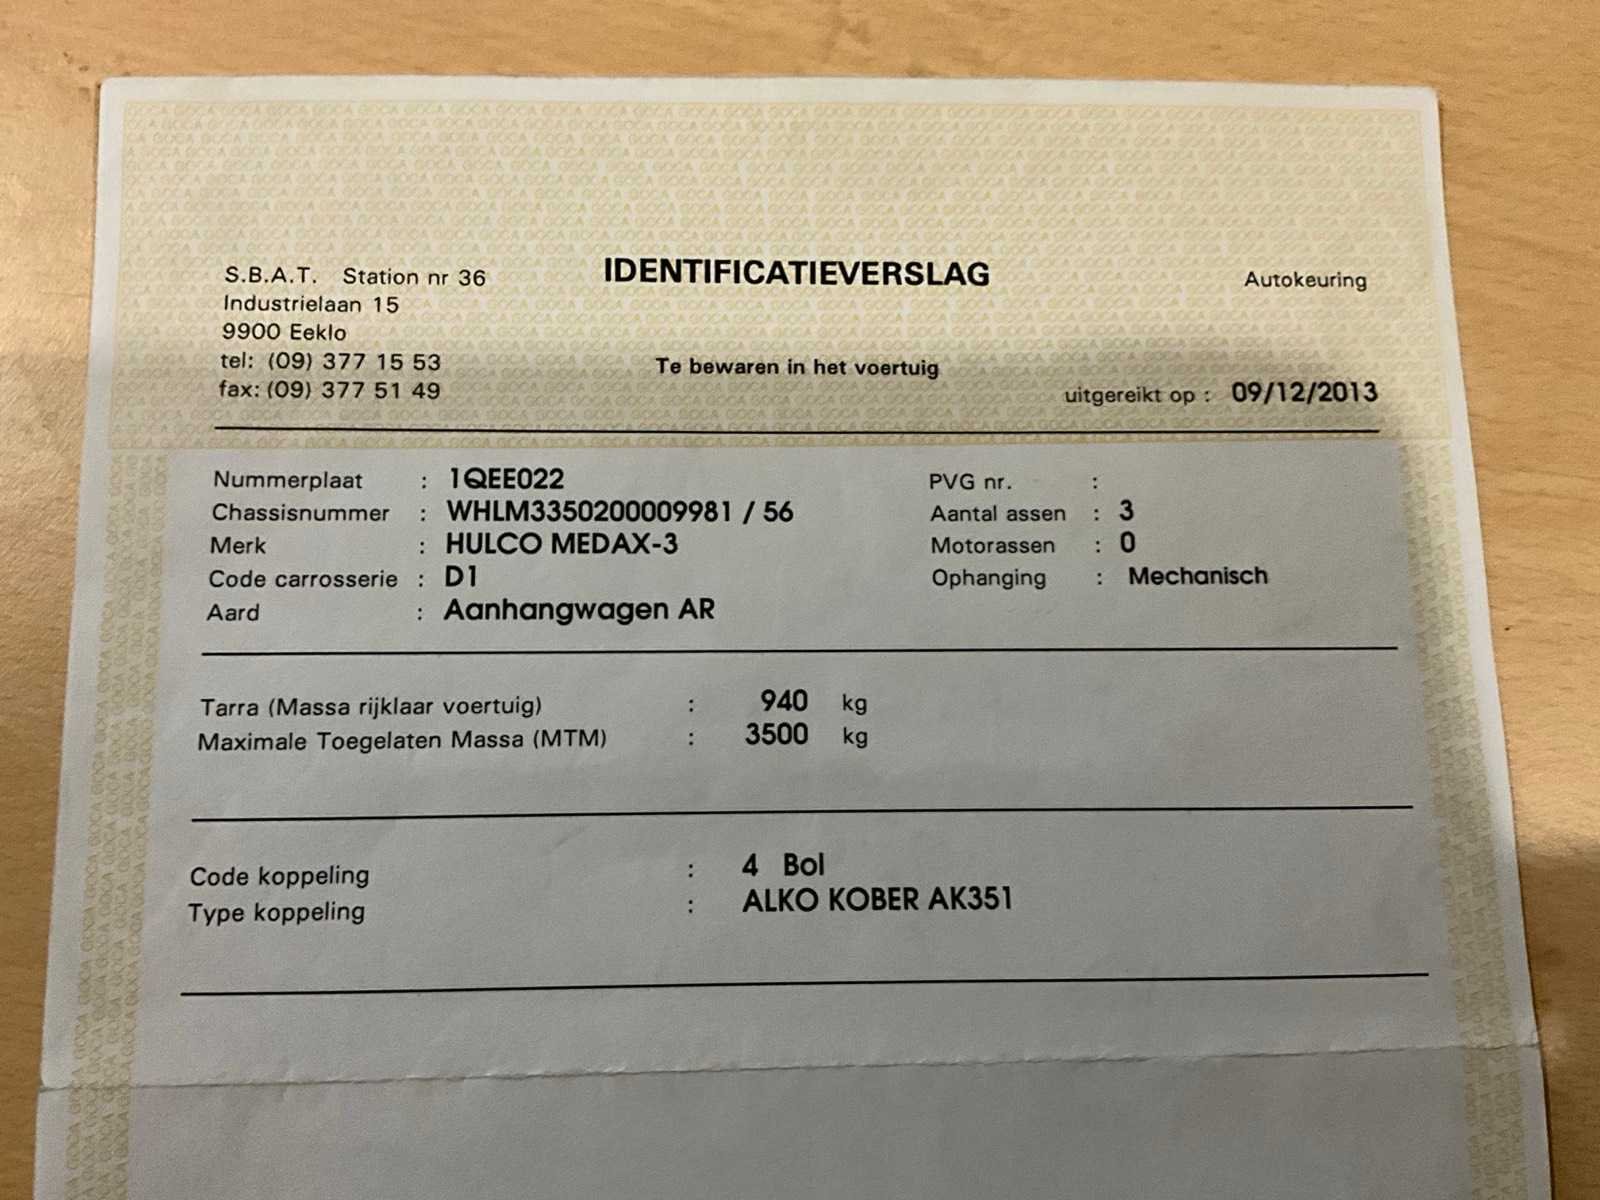 S.B.A.T. Station nr 36
Industrielaan 15
9900 Eeklo
tel: (09) 377 15 53
fax: (09) 377 51 49
IDENTIFICATIEVERSLAG
Te bewaren in het voertuig
Autokeuring
uitgereikt op : 09/12/2013
Nummerplaat : 1QEE022
Chassisnummer : WHLM3350200009981 / 56
Merk : HULCO MEDAX-3
Code carrosserie : D1
Aard : Aanhangwagen AR
PVG nr. :
Aantal assen : 3
Motorassen : 0
Ophanging : Mechanisch
Tarra (Massa rijklaar voertuig) : 940 kg
Maximale Toegelaten Massa (MTM) : 3500 kg
Code koppeling : 4 Bol
Type koppeling : ALKO KOBER AK351